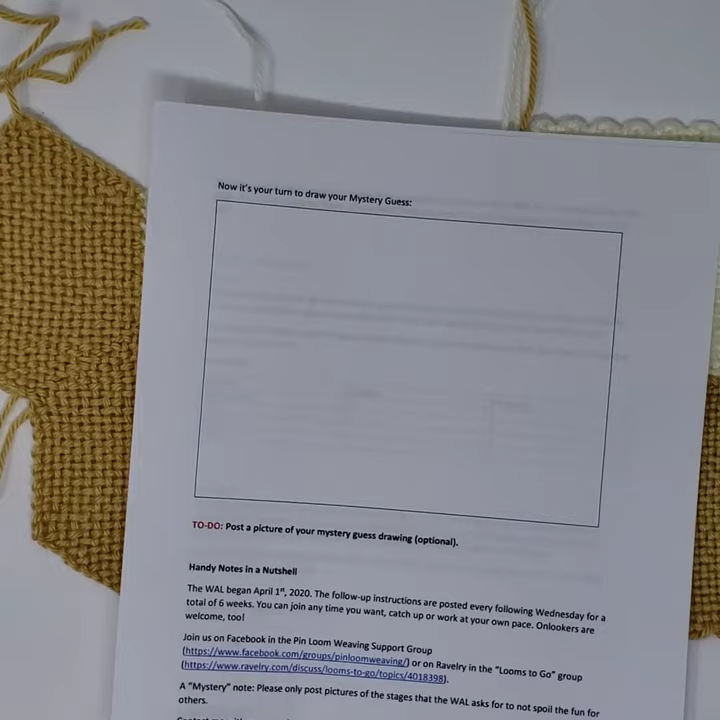 Now it's your turn to draw your Mystery Guess:
TO-DO: Post a picture of your mystery guess drawing (optional).
Handy Notes in a Nutshell
The WAL began April 1st, 2020. The follow-up instructions are posted every following Wednesday for a
total of 6 weeks. You can join any time you want, catch up or work at your own pace. Onlookers are
welcome, too!
Join us on Facebook in the Pin Loom Weaving Support Group
(https://www.facebook.com/groups/pinloomweaving/) or on Ravelry in the "Looms to Go" group
(https://www.ravelry.com/discuss/looms-to-go/topics/4018398).
A "Mystery" note: Please only post pictures of the stages that the WAL asks for to not spoil the fun for
others.